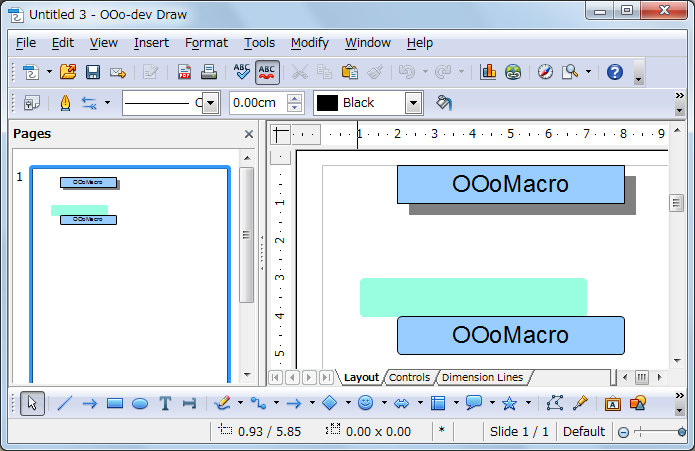 Untitled 3 - OOo-dev Draw
File Edit View Insert Format Tools Modify Window Help
ABC ABC
C 0.00cm Black
Pages
1 2 3 4 5 6 7 8 9
1
OOoMacro
OOoMacro
1
2
3
4
5
OOoMacro
OOoMacro
Layout Controls Dimension Lines
T T A
0.93 / 5.85 0.00 x 0.00 * Slide 1 / 1 Default